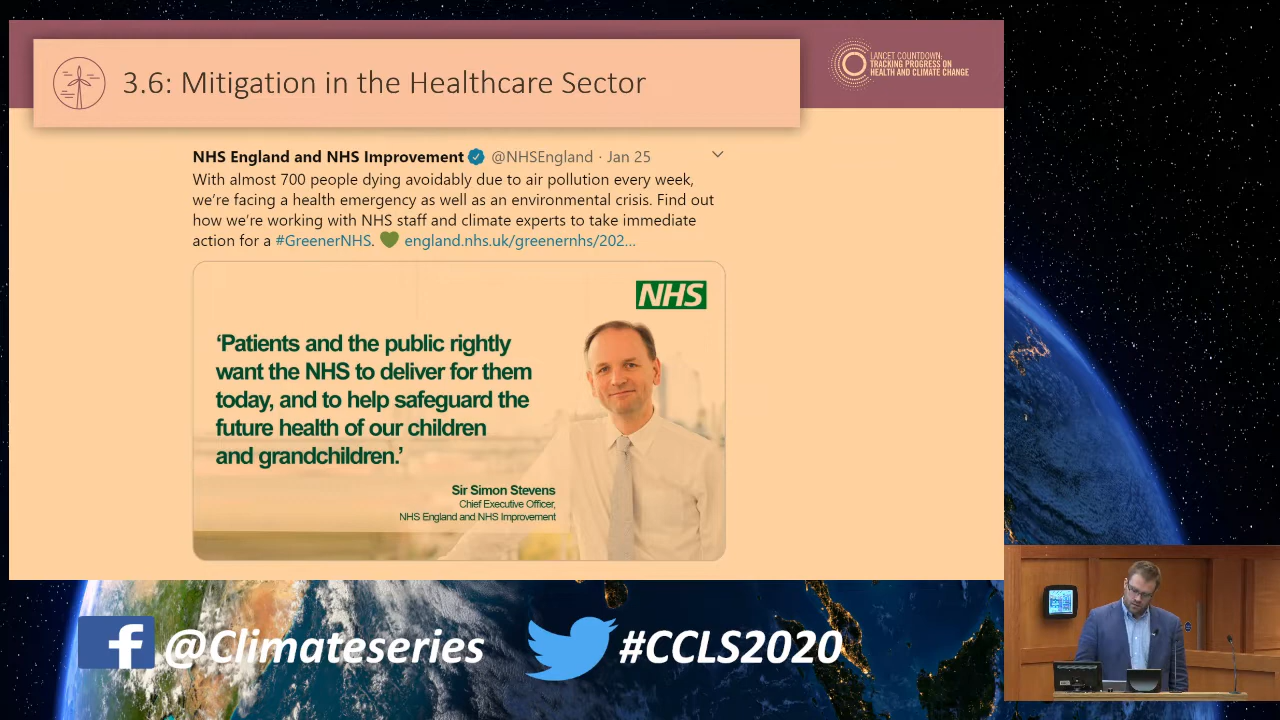 3.6: Mitigation in the Healthcare Sector
LANCET COUNTDOWN:
TRACKING PROGRESS ON
HEALTH AND CLIMATE CHANGE
NHS England and NHS Improvement @NHSEngland · Jan 25
With almost 700 people dying avoidably due to air pollution every week,
we're facing a health emergency as well as an environmental crisis. Find out
how we're working with NHS staff and climate experts to take immediate
action for a #GreenerNHS. 💚 england.nhs.uk/greenernhs/202...
NHS
‘Patients and the public rightly
want the NHS to deliver for them
today, and to help safeguard the
future health of our children
and grandchildren.’
Sir Simon Stevens
Chief Executive Officer,
NHS England and NHS Improvement
f @Climateseries
#CCLS2020